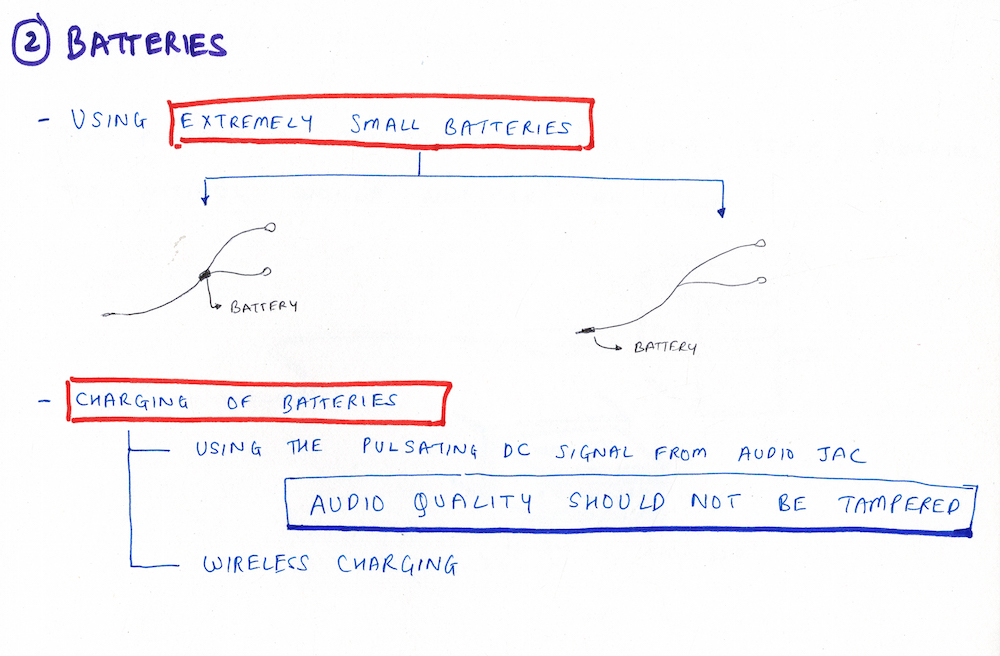 2 BATTERIES
- USING EXTREMELY SMALL BATTERIES
BATTERY
BATTERY
- CHARGING OF BATTERIES
USING THE PULSATING DC SIGNAL FROM AUDIO JAC
AUDIO QUALITY SHOULD NOT BE TAMPERED
WIRELESS CHARGING